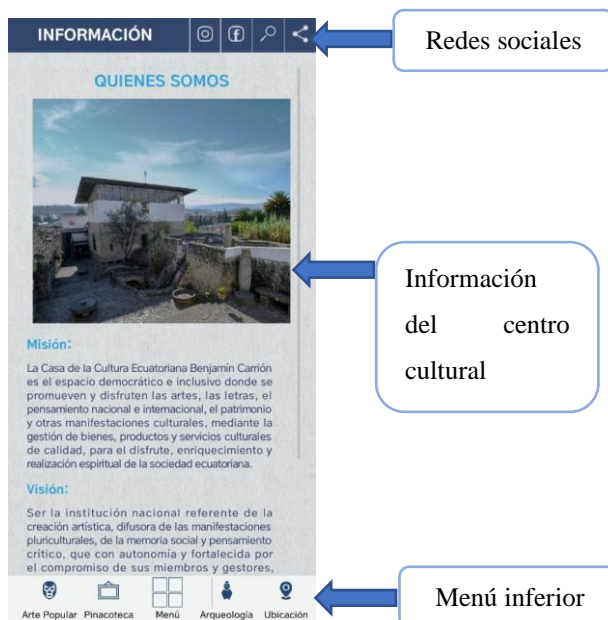 INFORMACIÓN
Redes sociales
QUIENES SOMOS
Información
del centro
cultural
Misión:
La Casa de la Cultura Ecuatoriana Benjamín Carrión
es el espacio democrático e inclusivo donde se
promueven y disfruten las artes, las letras, el
pensamiento nacional e internacional, el patrimonio
y otras manifestaciones culturales, mediante la
gestión de bienes, productos y servicios culturales
de calidad, para el disfrute, enriquecimiento y
realización espiritual de la sociedad ecuatoriana.
Visión:
Ser la institución nacional referente de la
creación artística, difusora de las manifestaciones
pluriculturales, de la memoria social y pensamiento
crítico, que con autonomía y fortalecida por
el compromiso de sus miembros y gestores,
Arte Popular Pinacoteca Menú Arqueología Ubicación
Menú inferior